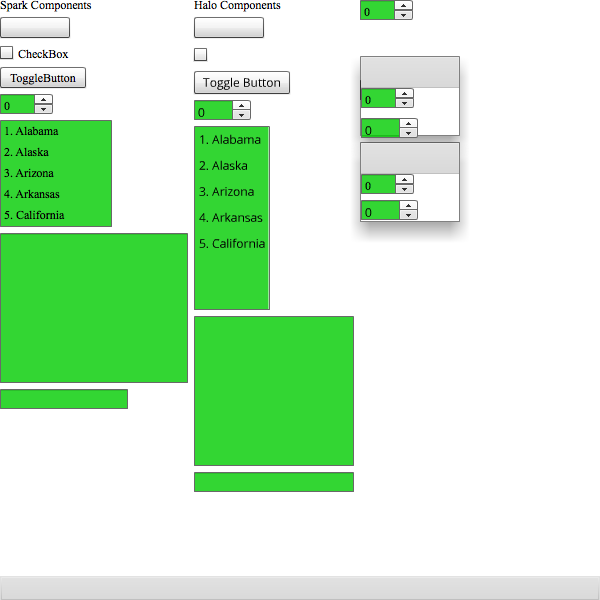 Spark Components
CheckBox
ToggleButton
0
1. Alabama
2. Alaska
3. Arizona
4. Arkansas
5. California
Halo Components
Toggle Button
0
1. Alabama
2. Alaska
3. Arizona
4. Arkansas
5. California
0
0
0
0
0